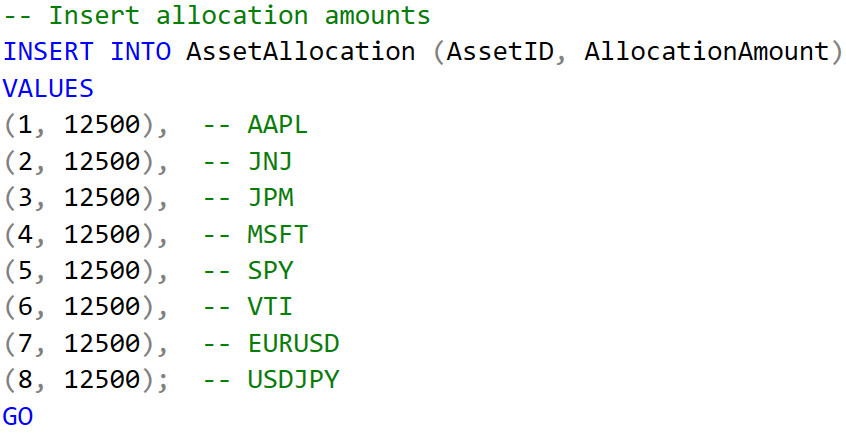 -- Insert allocation amounts
INSERT INTO AssetAllocation (AssetID, AllocationAmount)
VALUES
(1, 12500),  -- AAPL
(2, 12500),  -- JNJ
(3, 12500),  -- JPM
(4, 12500),  -- MSFT
(5, 12500),  -- SPY
(6, 12500),  -- VTI
(7, 12500),  -- EURUSD
(8, 12500);  -- USDJPY
GO